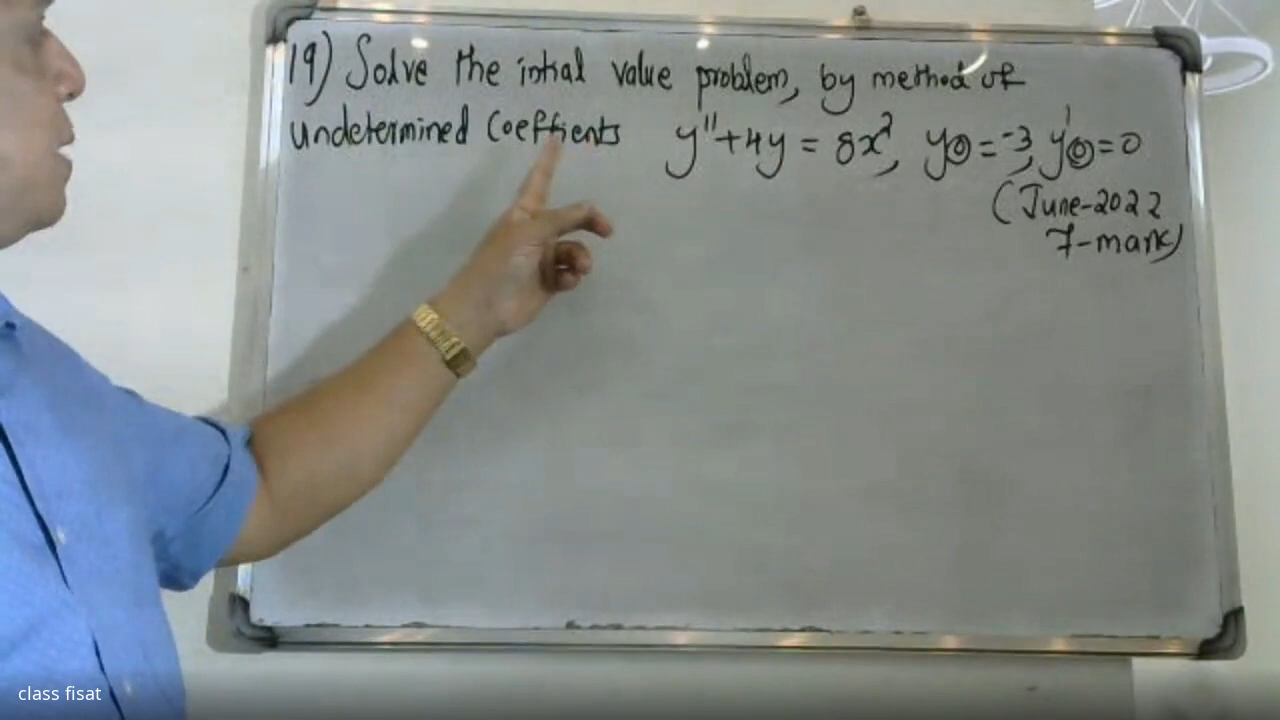 19) Solve the intial value problem, by method of
undetermined Coeffients y''+4y = 8x², y(0)=-3, y'(0)=0
(June-2022
7-mark)
class fisat